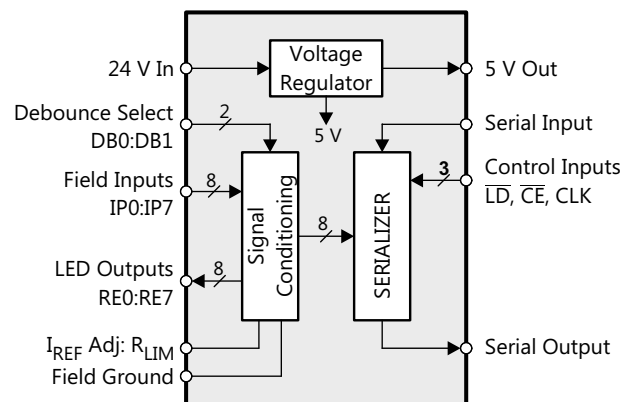 Voltage
Regulator
24 V In
5 V Out
5 V
Debounce Select
DB0:DB1
2
Serial Input
Field Inputs
IP0:IP7
8
Control Inputs
LD, CE, CLK
3
Signal
Conditioning
8
SERIALIZER
LED Outputs
RE0:RE7
8
IREF Adj: RLIM
Field Ground
Serial Output